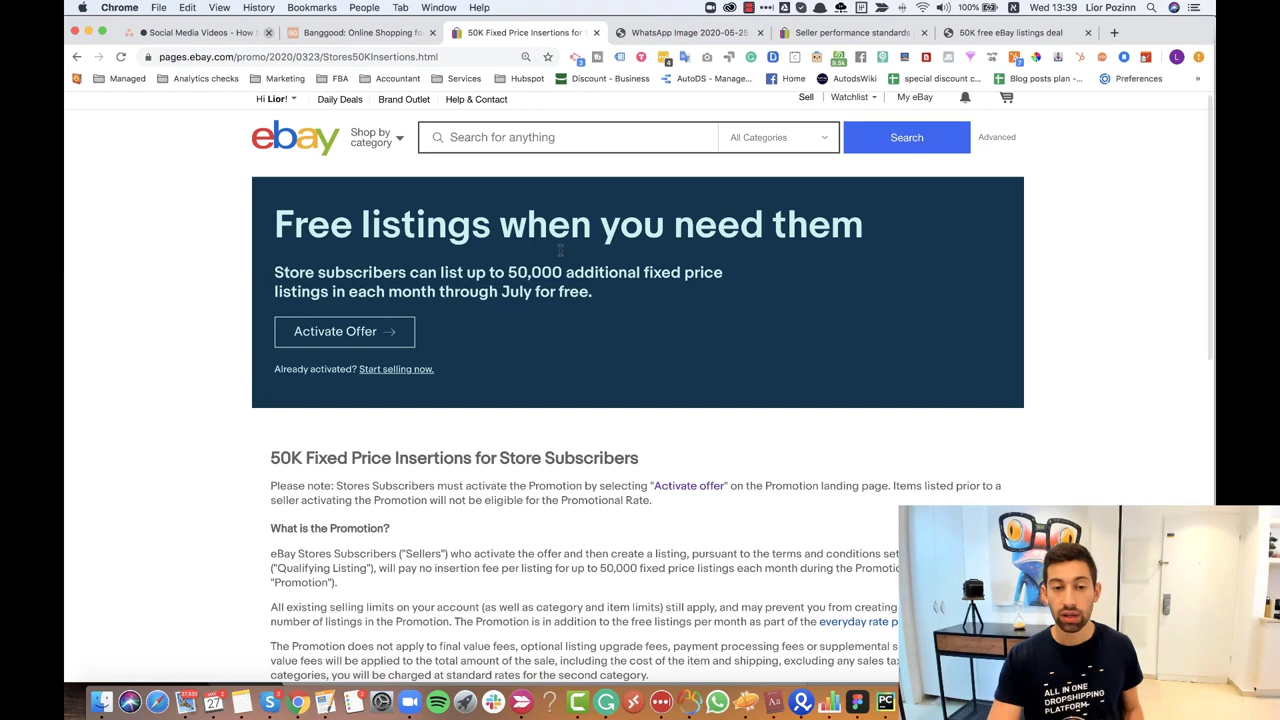 Chrome File Edit View History Bookmarks People Tab Window Help 100% Wed 13:39 Lior Pozinn
Social Media Videos - How Banggood: Online Shopping for 50K Fixed Price Insertions for WhatsApp Image 2020-05-25 Seller performance standards 50K free eBay listings deal
pages.ebay.com/promo/2020/0323/Stores50KInsertions.html
Managed Analytics checks Marketing FBA Accountant Services Hubspot Discount - Business AutoDS - Manage... Home AutodsWiki special discount c... Blog posts plan -... Preferences
Hi Lior! Daily Deals Brand Outlet Help & Contact Sell Watchlist My eBay
ebay Shop by category Search for anything All Categories Search Advanced
Free listings when you need them
Store subscribers can list up to 50,000 additional fixed price
listings in each month through July for free.
Activate Offer →
Already activated? Start selling now.
50K Fixed Price Insertions for Store Subscribers
Please note: Stores Subscribers must activate the Promotion by selecting "Activate offer" on the Promotion landing page. Items listed prior to a
seller activating the Promotion will not be eligible for the Promotional Rate.
What is the Promotion?
eBay Stores Subscribers ("Sellers") who activate the offer and then create a listing, pursuant to the terms and conditions set
("Qualifying Listing"), will pay no insertion fee per listing for up to 50,000 fixed price listings each month during the Promotion
"Promotion").
All existing selling limits on your account (as well as category and item limits) still apply, and may prevent you from creating
number of listings in the Promotion. The Promotion is in addition to the free listings per month as part of the everyday rate p
The Promotion does not apply to final value fees, optional listing upgrade fees, payment processing fees or supplemental s
value fees will be applied to the total amount of the sale, including the cost of the item and shipping, excluding any sales tax
categories, you will be charged at standard rates for the second category.
ALL IN ONE
DROPSHIPPING
PLATFORM